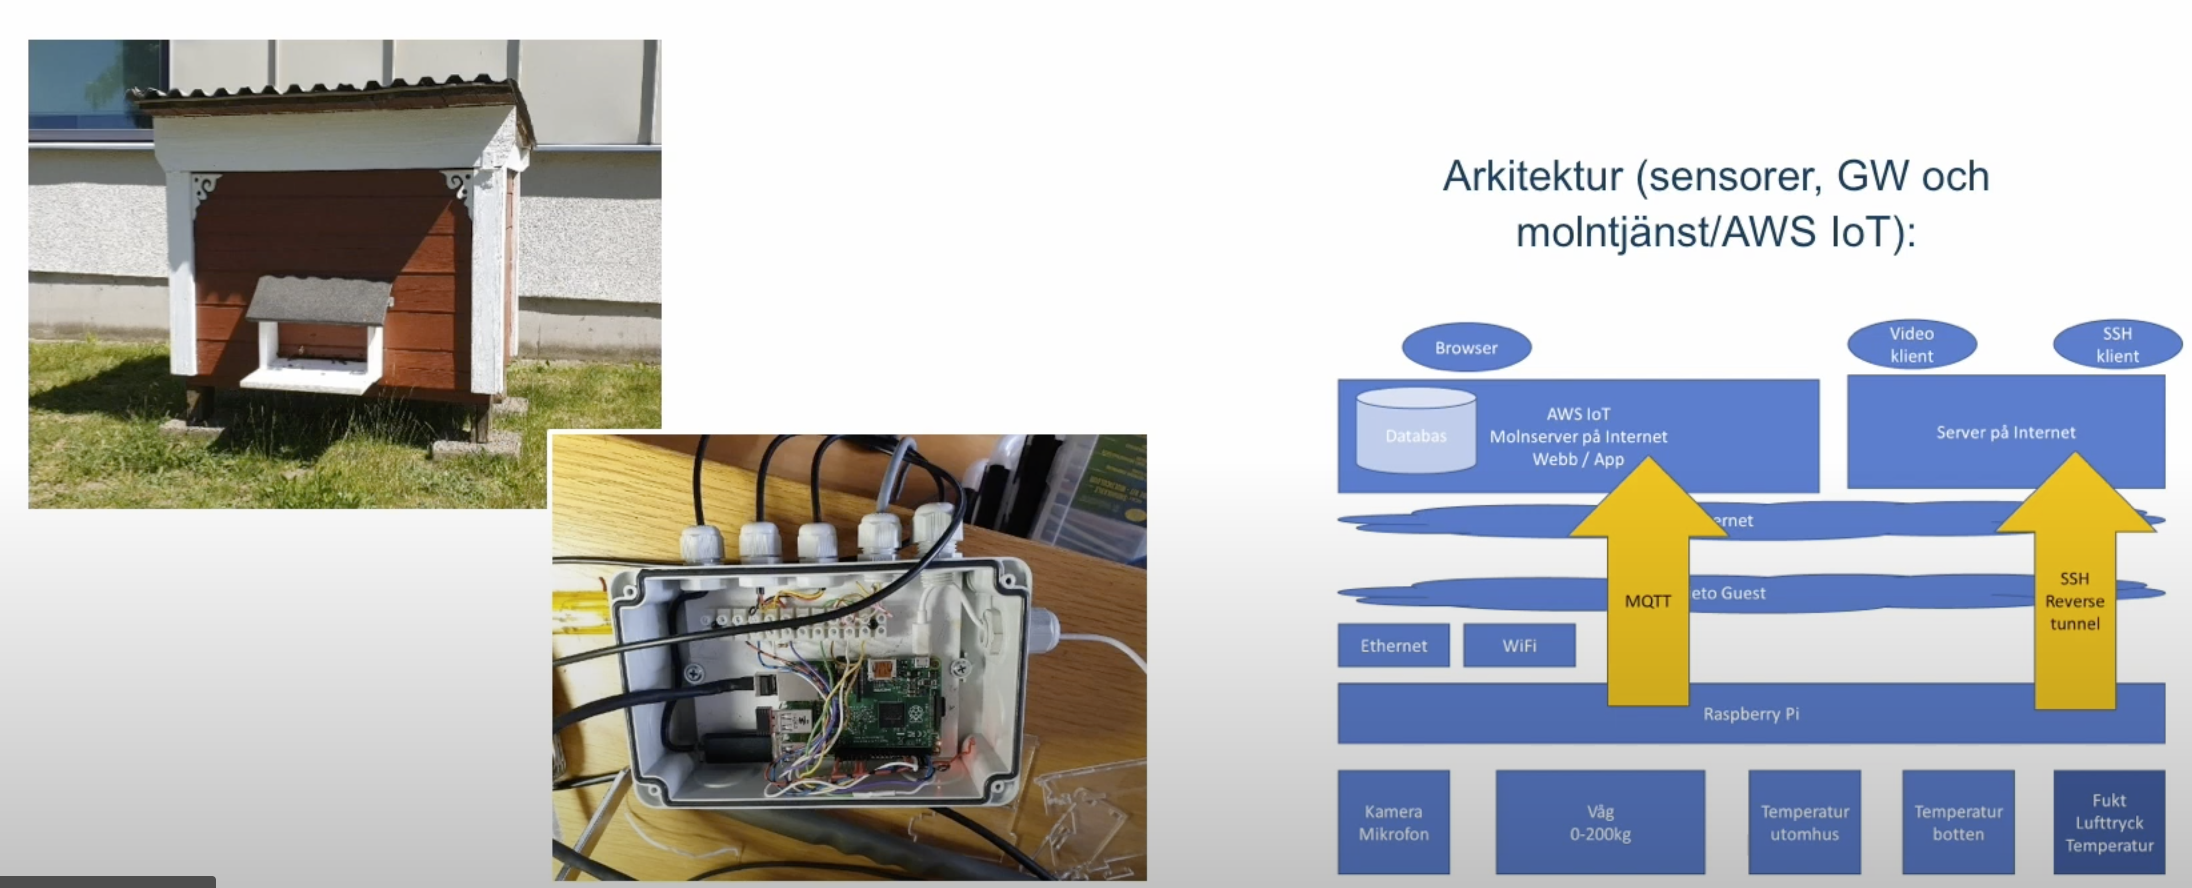 Arkitektur (sensorer, GW och
molntjänst/AWS IoT):
Browser
Video
klient
SSH
klient
Databas
AWS IoT
Molnserver på Internet
Webb / App
Server på Internet
ernet
eto Guest
MQTT
SSH
Reverse
tunnel
Ethernet
WiFi
Raspberry Pi
Kamera
Mikrofon
Våg
0-200kg
Temperatur
utomhus
Temperatur
botten
Fukt
Lufttryck
Temperatur